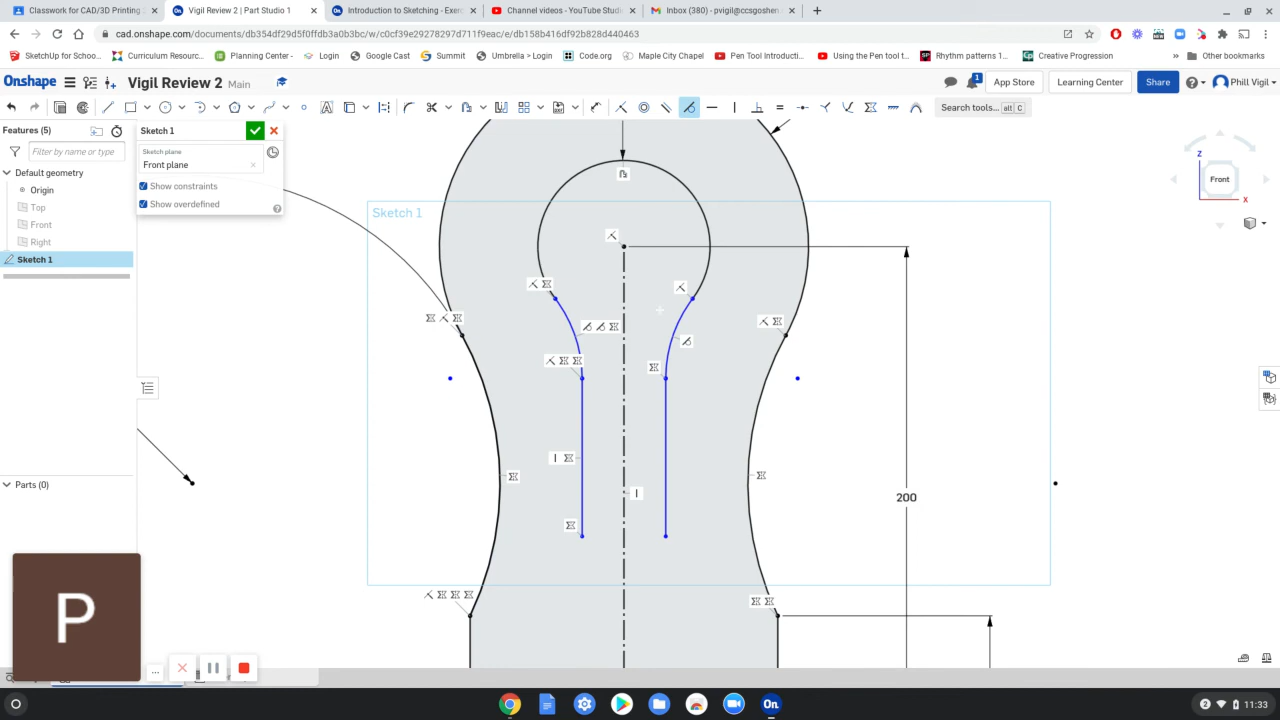 Classwork for CAD/3D Printing
Vigil Review 2 | Part Studio 1
Introduction to Sketching - Exerc
Channel videos - YouTube Studi
Inbox (380) - pvigil@ccsgoshen
cad.onshape.com/documents/db354df29d5f0ffdb3a0b3bc/w/c0cf39e29278297d711f9eac/e/db158b416df92b828d440463
SketchUp for Schoo...
Curriculum Resourc...
Planning Center -
Login
Google Cast
Summit
Umbrella > Login
Code.org
Maple City Chapel
Pen Tool Introducti...
Using the Pen tool t...
Rhythm patterns 1...
Creative Progression
Other bookmarks
Onshape
Vigil Review 2
Main
1
App Store
Learning Center
Share
Phill Vigil
Search tools...
alt C
Features (5)
Filter by name or type
Default geometry
Origin
Top
Front
Right
Sketch 1
Parts (0)
Sketch 1
Sketch plane
Front plane
Show constraints
Show overdefined
Sketch 1
200
Z
Front
X
P
On
2
11:33